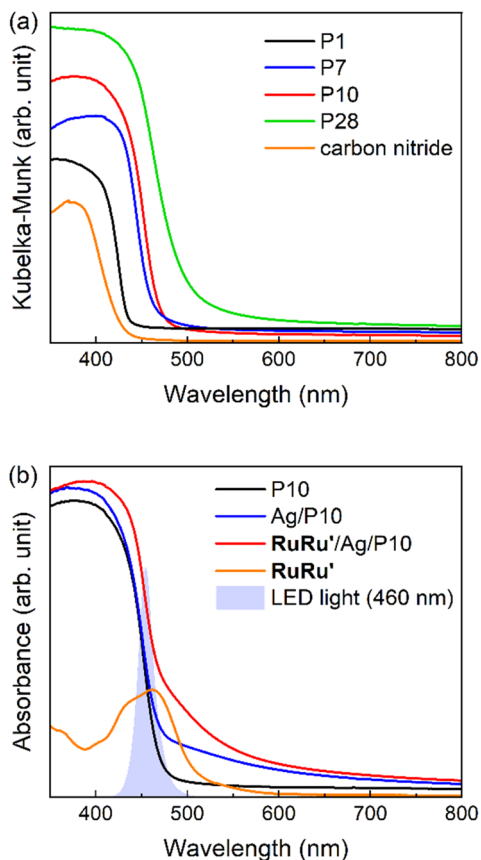 (a)
P1
P7
P10
P28
carbon nitride
Kubelka-Munk (arb. unit)
400 500 600 700 800
Wavelength (nm)
(b)
P10
Ag/P10
RuRu'/Ag/P10
RuRu'
LED light (460 nm)
Absorbance (arb. unit)
400 500 600 700 800
Wavelength (nm)